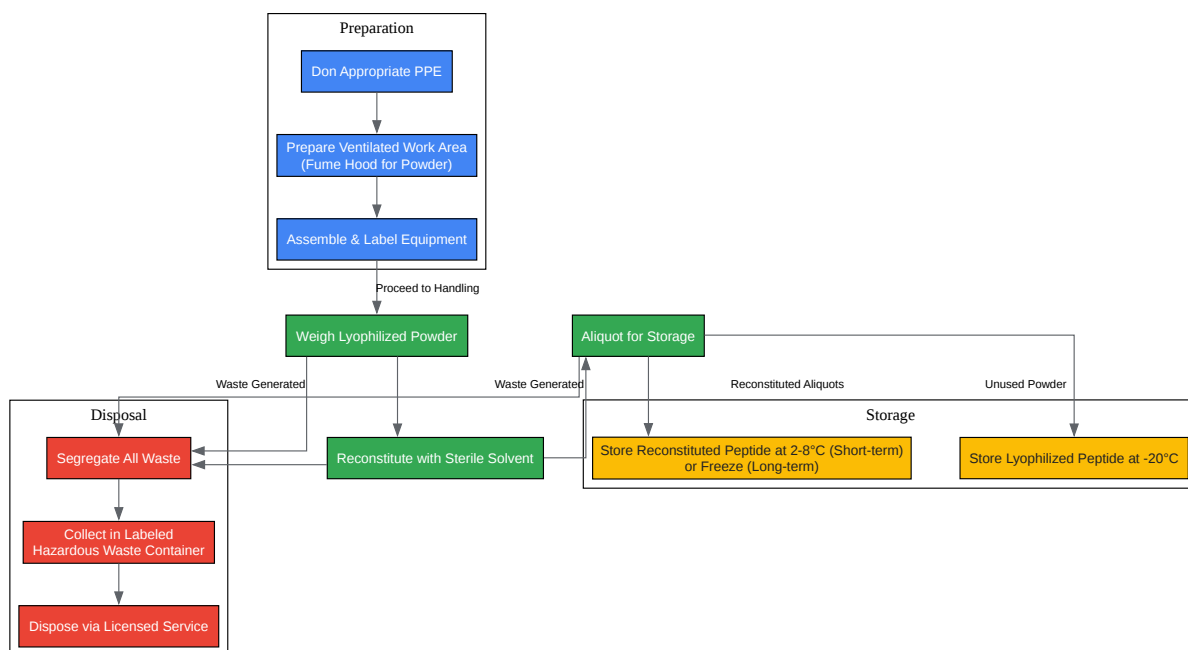 Preparation
Don Appropriate PPE
Prepare Ventilated Work Area
(Fume Hood for Powder)
Assemble & Label Equipment
Proceed to Handling
Weigh Lyophilized Powder
Aliquot for Storage
Waste Generated
Waste Generated
Reconstituted Aliquots
Unused Powder
Disposal
Storage
Segregate All Waste
Reconstitute with Sterile Solvent
Store Reconstituted Peptide at 2-8°C (Short-term)
or Freeze (Long-term)
Store Lyophilized Peptide at -20°C
Collect in Labeled
Hazardous Waste Container
Dispose via Licensed Service